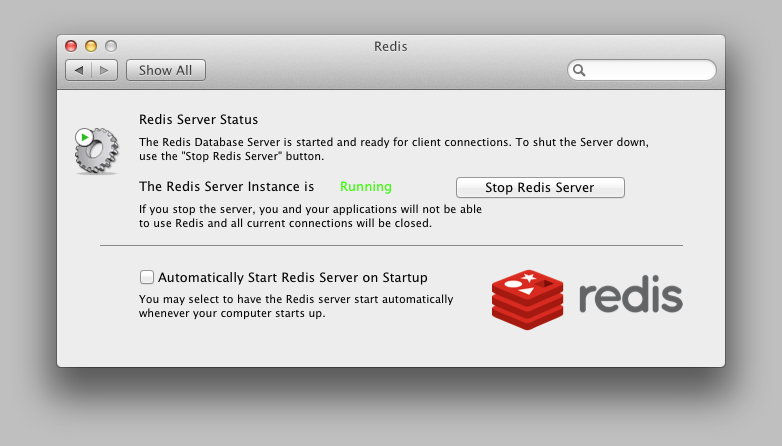 Redis
Show All
Redis Server Status
The Redis Database Server is started and ready for client connections. To shut the Server down,
use the "Stop Redis Server" button.
The Redis Server Instance is Running Stop Redis Server
If you stop the server, you and your applications will not be able
to use Redis and all current connections will be closed.
Automatically Start Redis Server on Startup
You may select to have the Redis server start automatically
whenever your computer starts up.
redis